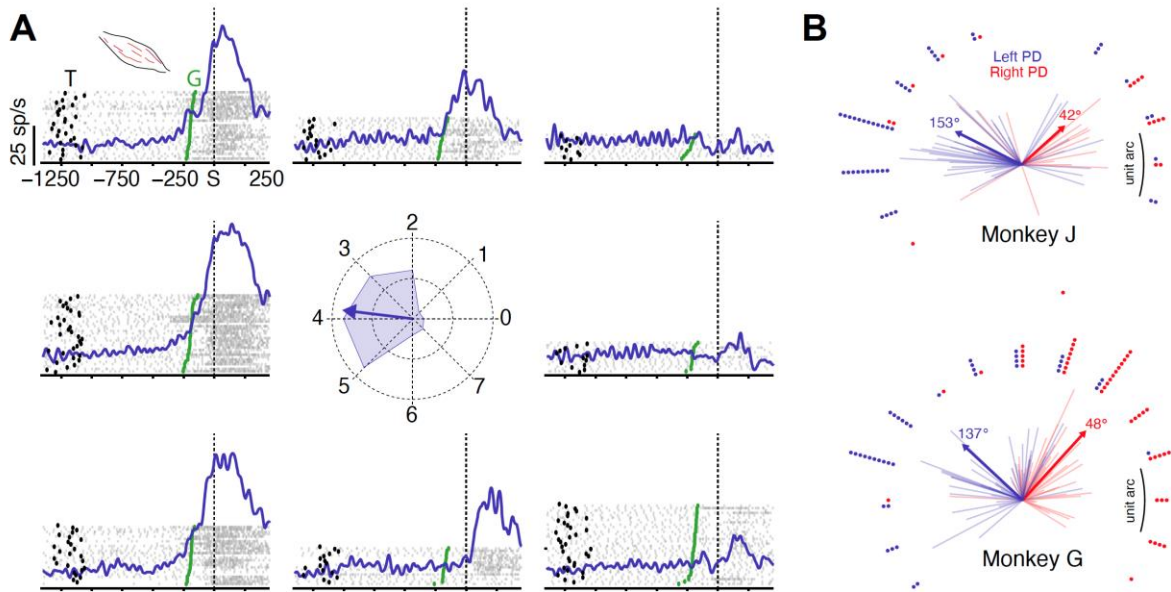 A
T
G
25 sp/s
−1250 −750 −250 S 250
2
3
1
4
0
5
7
6
B
Left PD
Right PD
153°
42°
unit arc
Monkey J
137°
48°
unit arc
Monkey G